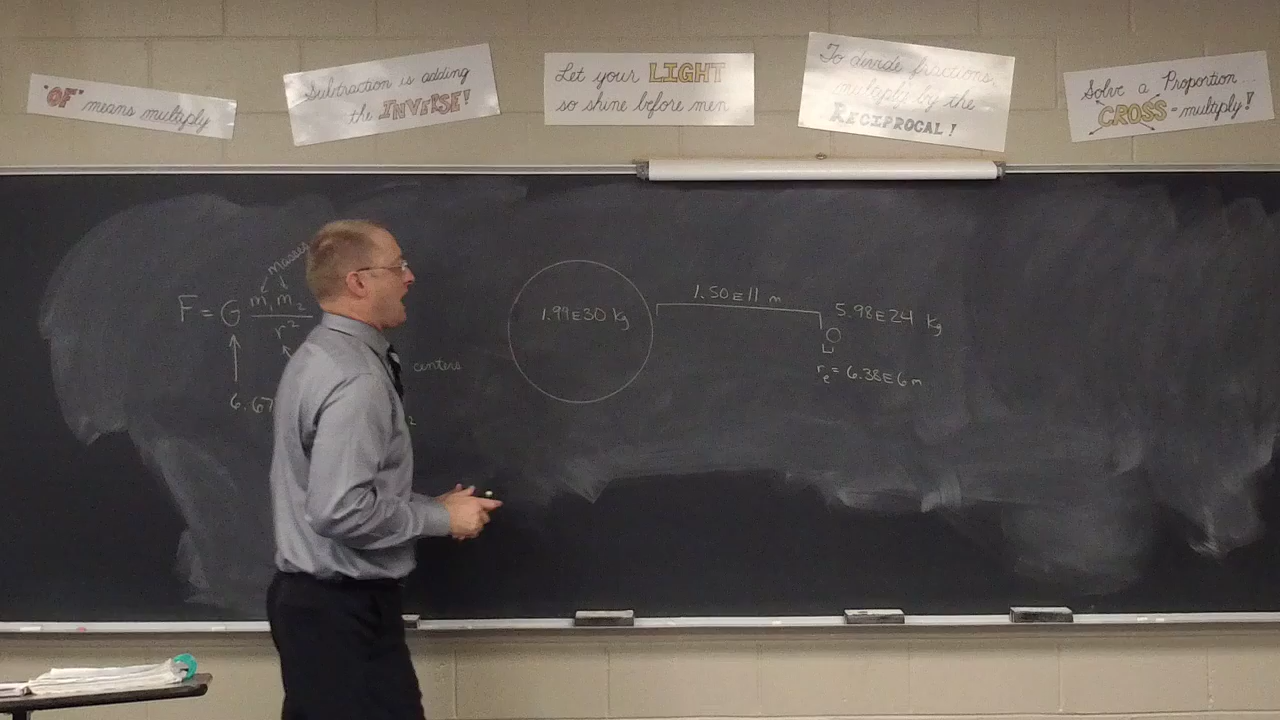 "OF" means multiply
Subtraction is adding
the INVERSE!
Let your LIGHT
so shine before men
To divide fractions,
multiply by the
RECIPROCAL!
Solve a Proportion...
CROSS-multiply!
masses
F = G m₁m₂
r²
6.67
centers
2
1.99E30 kg
1.50E11 m
5.98E24 kg
rₑ = 6.38E6m